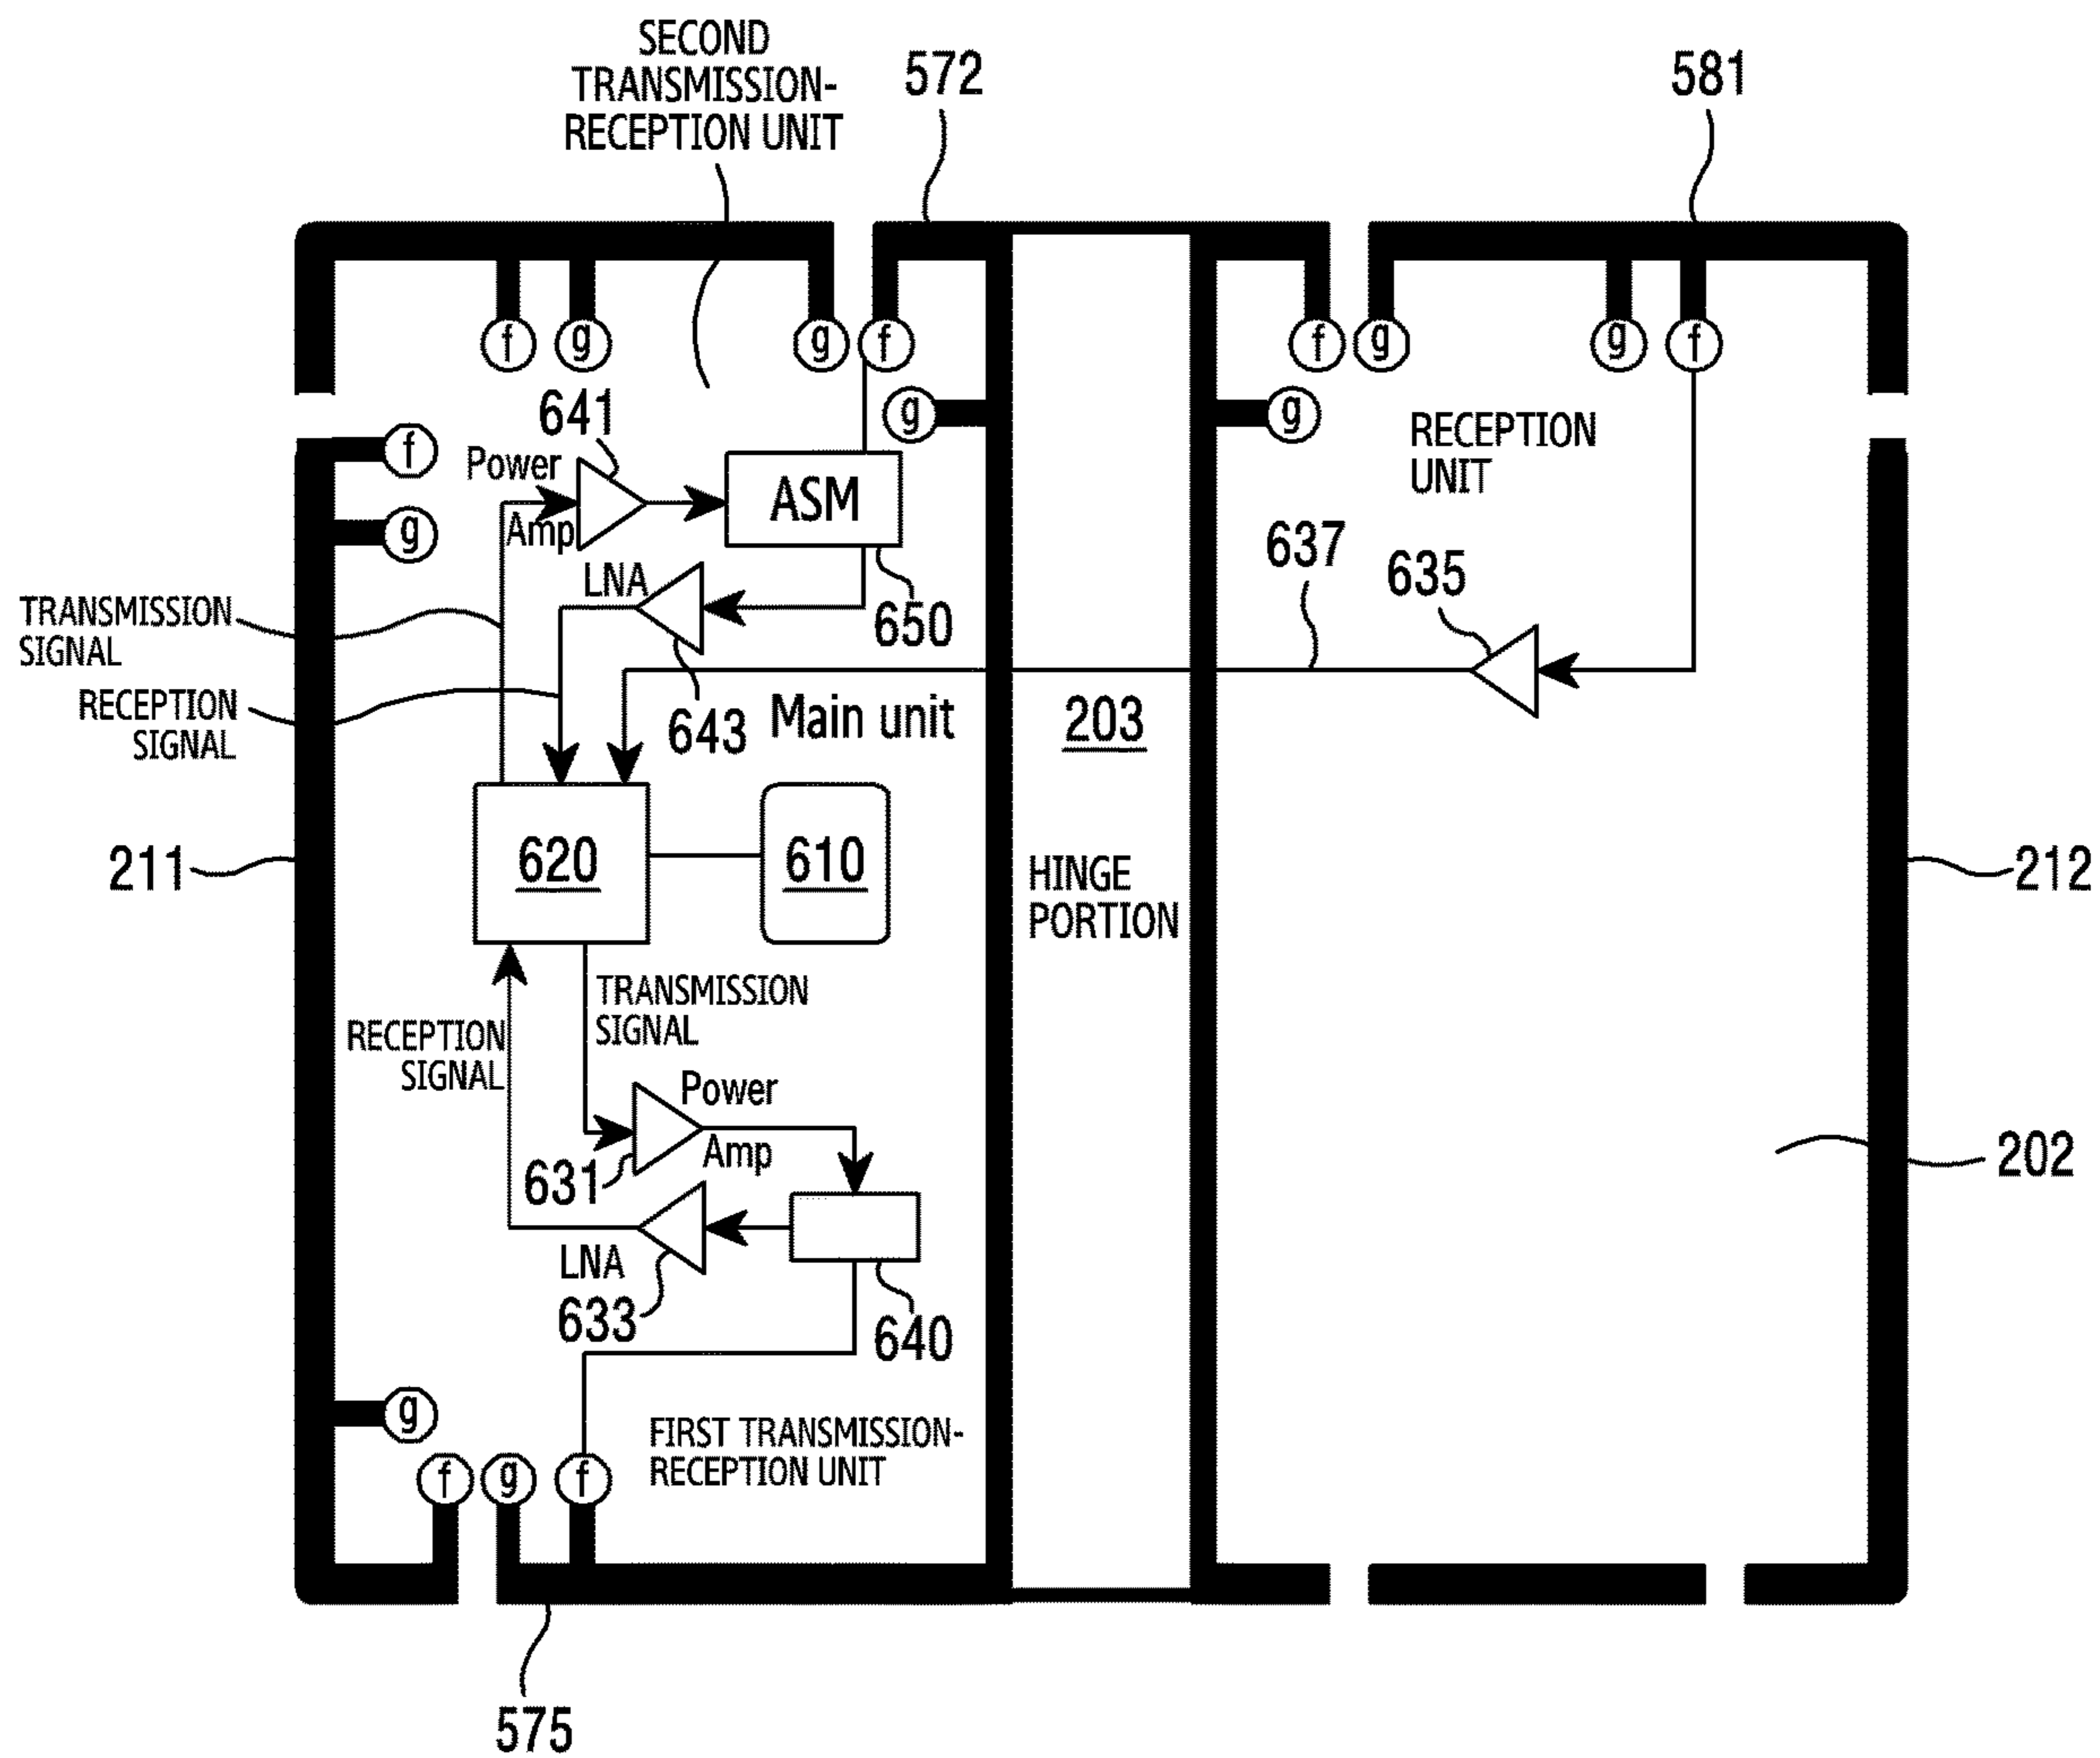 SECOND
TRANSMISSION-
RECEPTION UNIT
572
581
f
g
g
f
f
g
g
f
g
g
f
g
641
Power
Amp
ASM
RECEPTION
UNIT
LNA
650
637
635
TRANSMISSION
SIGNAL
RECEPTION
SIGNAL
643
Main unit
203
620
610
211
HINGE
PORTION
212
TRANSMISSION
SIGNAL
RECEPTION
SIGNAL
Power
Amp
631
202
LNA
633
640
g
f
g
f
FIRST TRANSMISSION-
RECEPTION UNIT
575